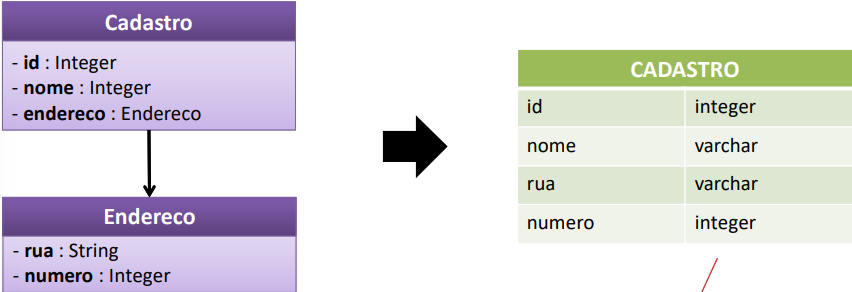 Cadastro
- id : Integer
- nome : Integer
- endereco : Endereco
Endereco
- rua : String
- numero : Integer
CADASTRO
id integer
nome varchar
rua varchar
numero integer